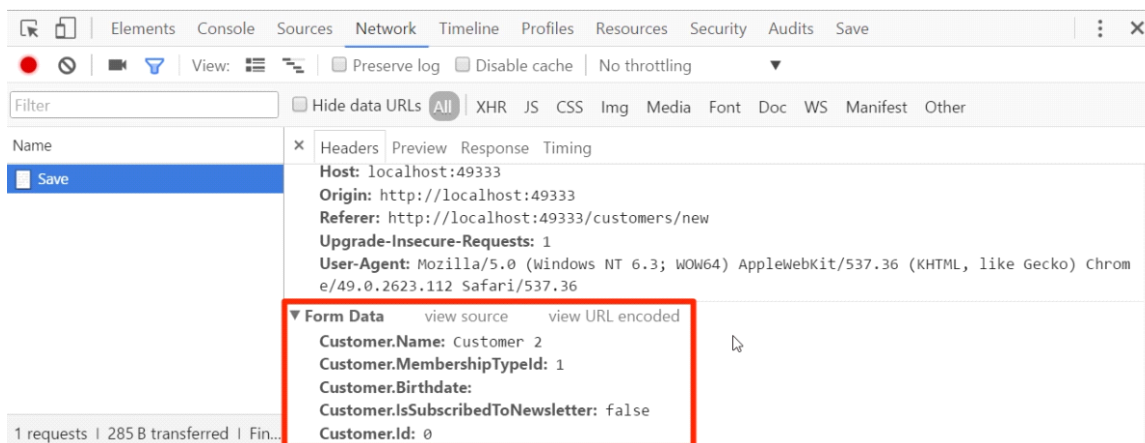 Elements Console Sources Network Timeline Profiles Resources Security Audits Save
View: Preserve log Disable cache No throttling
Filter Hide data URLs All XHR JS CSS Img Media Font Doc WS Manifest Other
Name Headers Preview Response Timing
Save
Host: localhost:49333
Origin: http://localhost:49333
Referer: http://localhost:49333/customers/new
Upgrade-Insecure-Requests: 1
User-Agent: Mozilla/5.0 (Windows NT 6.3; WOW64) AppleWebKit/537.36 (KHTML, like Gecko) Chrom
e/49.0.2623.112 Safari/537.36
Form Data view source view URL encoded
Customer.Name: Customer 2
Customer.MembershipTypeId: 1
Customer.Birthdate:
Customer.IsSubscribedToNewsletter: false
Customer.Id: 0
1 requests | 285 B transferred | Fin...